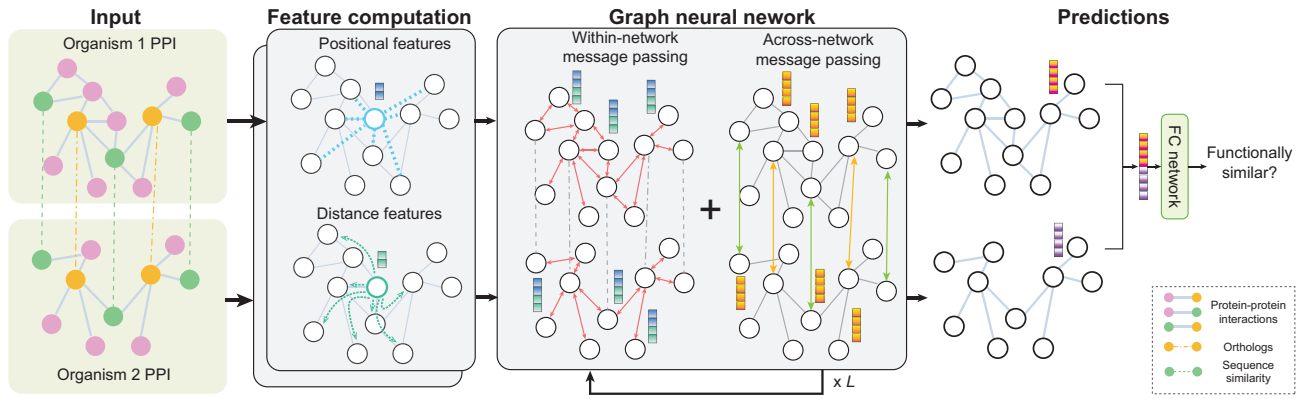 Input
Feature computation
Graph neural nework
Predictions
Organism 1 PPI
Positional features
Within-network
message passing
Across-network
message passing
+
FC network
Functionally
similar?
Distance features
Organism 2 PPI
x L
Protein-protein
interactions
Orthologs
Sequence
similarity